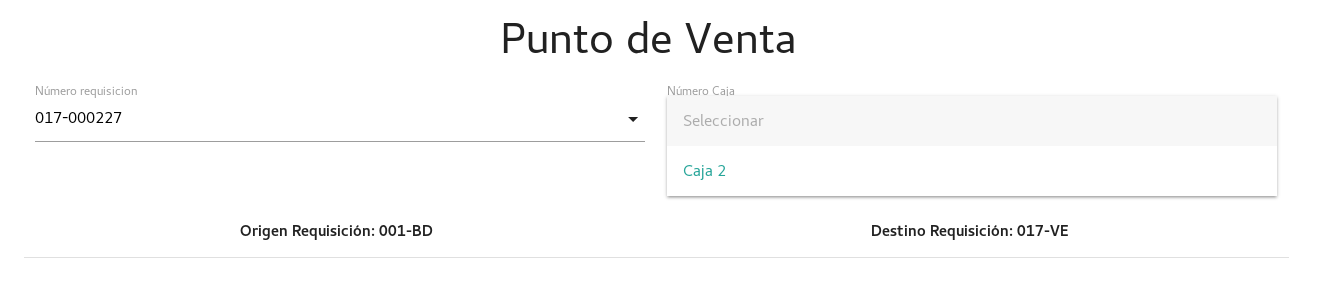 Punto de Venta
Número requisicion
Número Caja
017-000227
Seleccionar
Caja 2
Origen Requisición: 001-BD
Destino Requisición: 017-VE